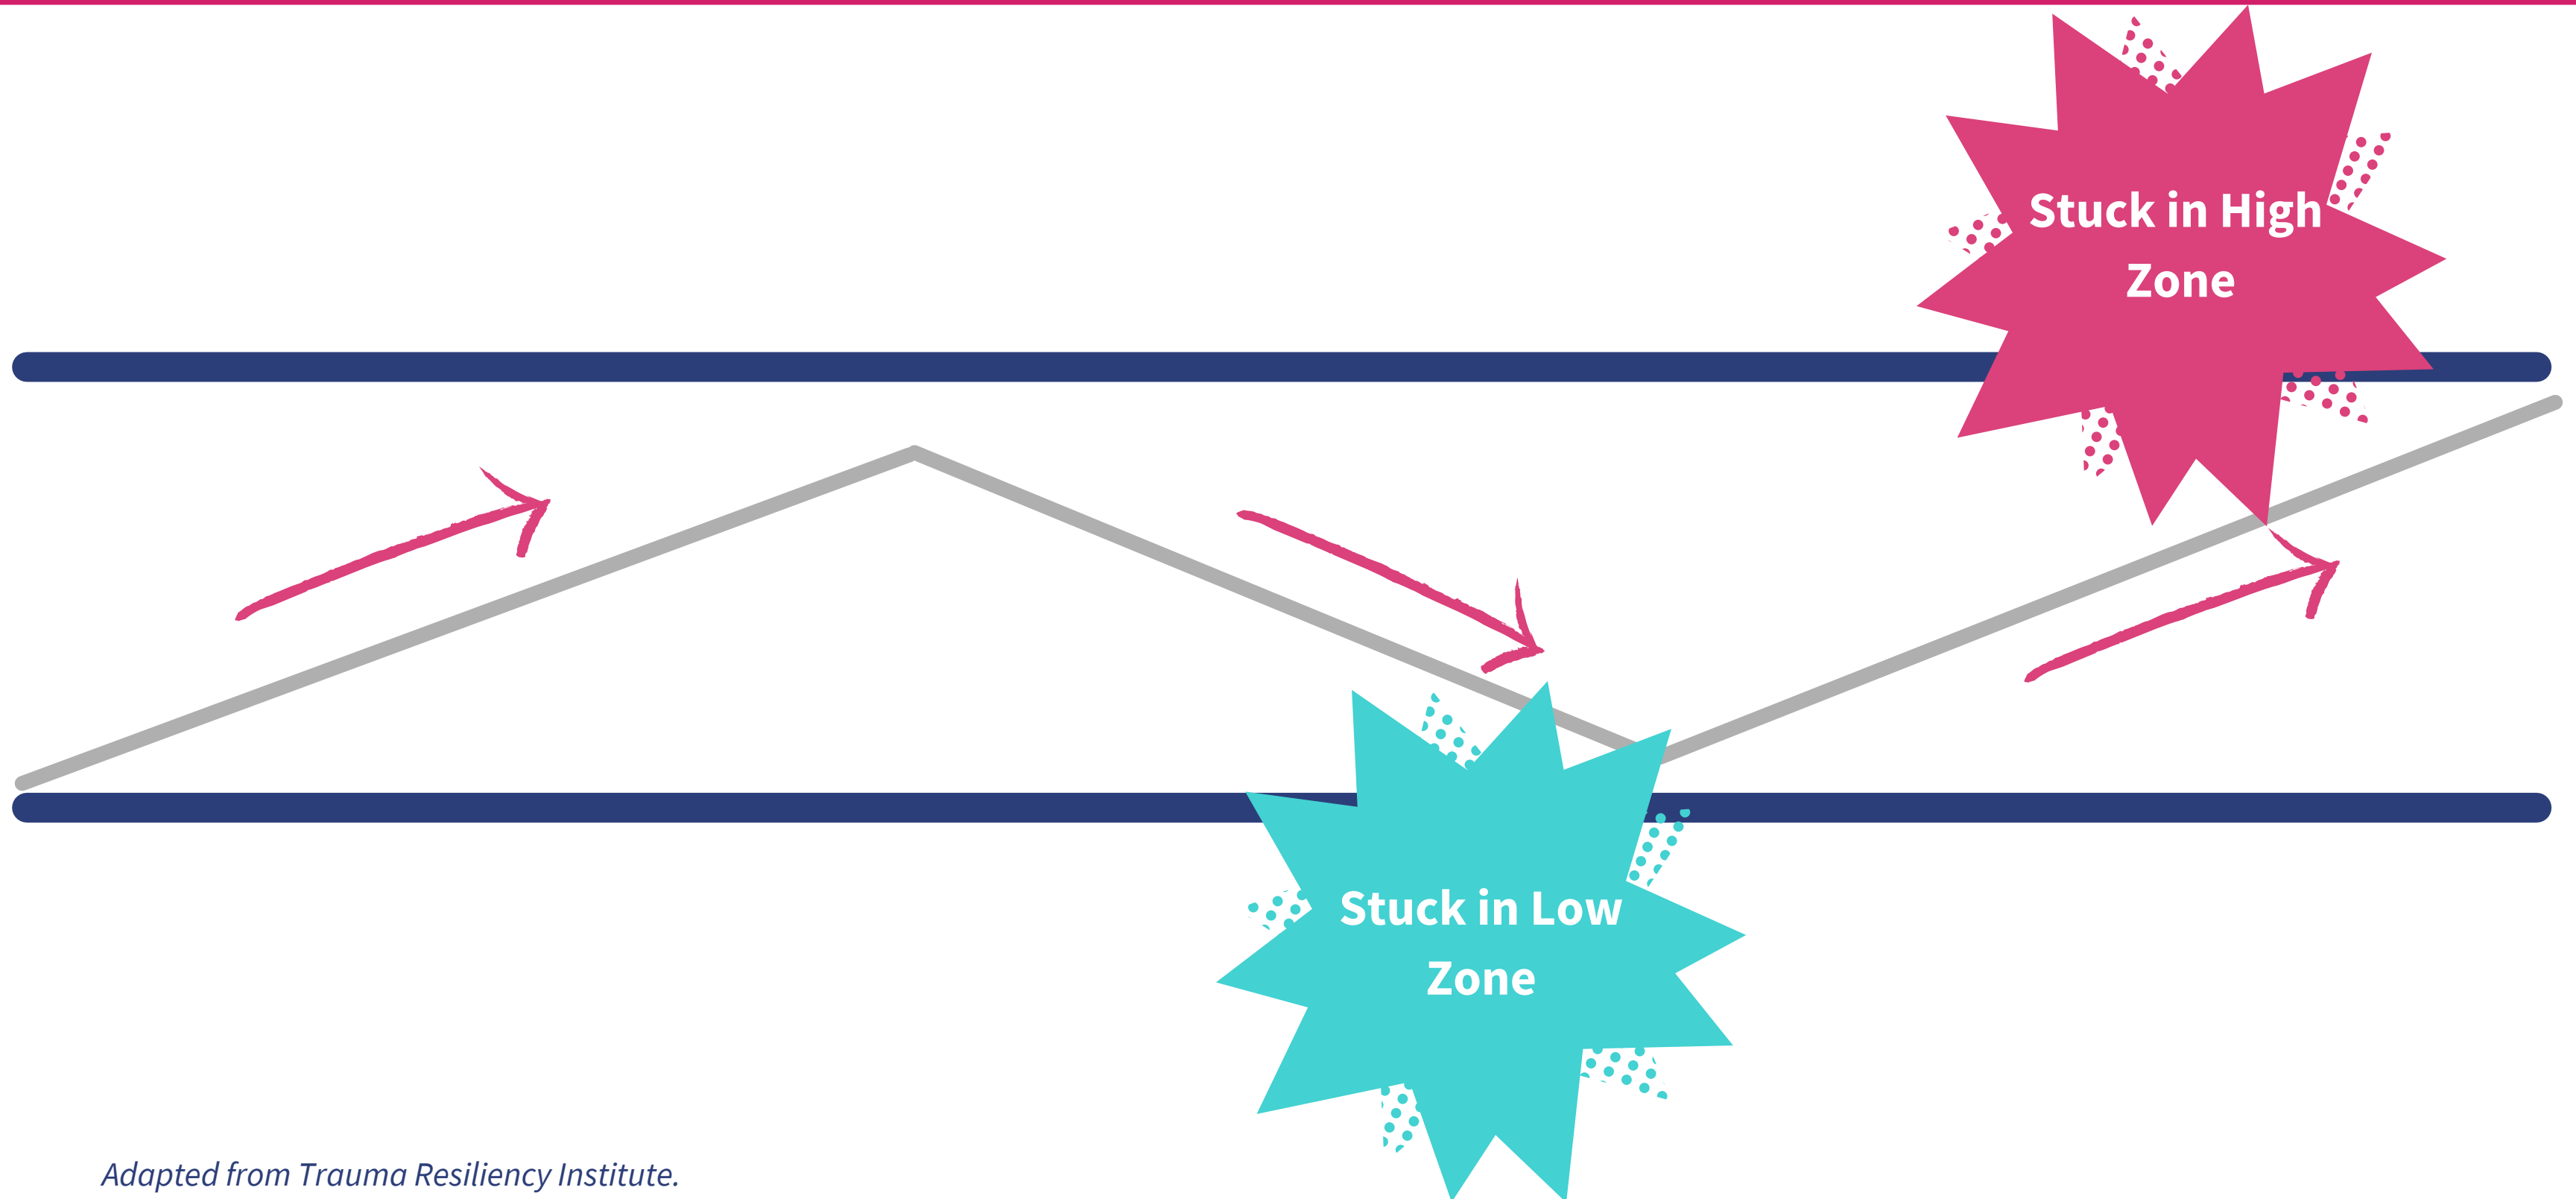 Stuck in High
Zone
Stuck in Low
Zone
Adapted from Trauma Resiliency Institute.